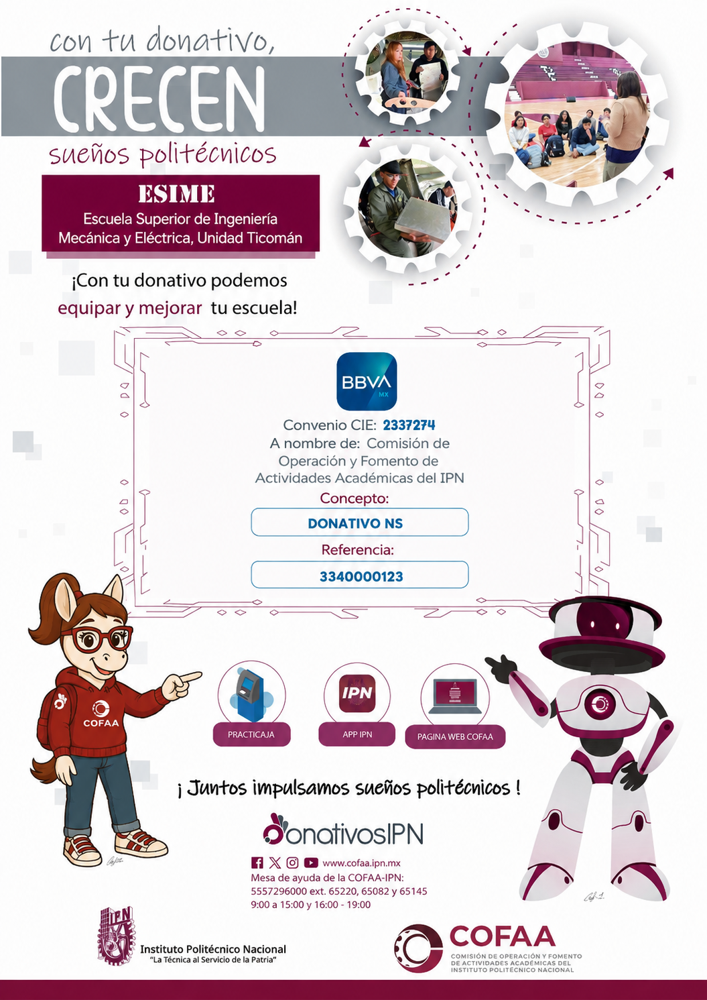 con tu donativo,
CRECEN
sueños politécnicos
ESIME
Escuela Superior de Ingeniería
Mecánica y Eléctrica, Unidad Ticomán
¡Con tu donativo podemos
equipar y mejorar tu escuela!
BBVA
MX
Convenio CIE: 2337274
A nombre de: Comisión de
Operación y Fomento de
Actividades Académicas del IPN
Concepto:
DONATIVO NS
Referencia:
3340000123
COFAA
IPN
PRACTICAJA
APP IPN
PAGINA WEB COFAA
¡ Juntos impulsamos sueños politécnicos !
donativosIPN
www.cofaa.ipn.mx
Mesa de ayuda de la COFAA-IPN:
5557296000 ext. 65220, 65082 y 65145
9:00 a 15:00 y 16:00 - 19:00
IPN
Instituto Politécnico Nacional
"La Técnica al Servicio de la Patria"
COFAA
COMISIÓN DE OPERACIÓN Y FOMENTO
DE ACTIVIDADES ACADÉMICAS DEL
INSTITUTO POLITÉCNICO NACIONAL